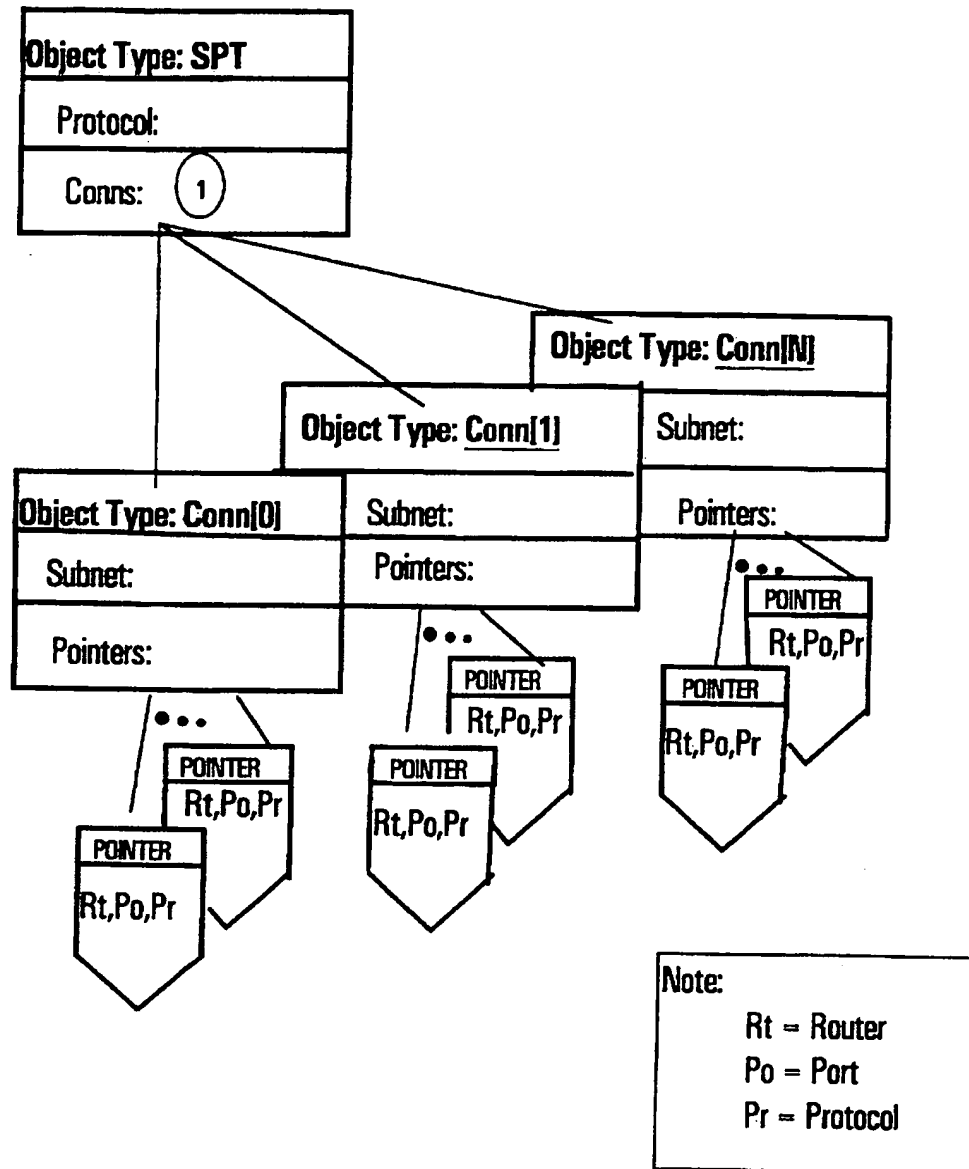 Object Type: SPT
Protocol:
Conns: 1
Object Type: Conn[N]
Subnet:
Pointers:
Object Type: Conn[1]
Subnet:
Pointers:
Object Type: Conn[0]
Subnet:
Pointers:
POINTER
Rt,Po,Pr
POINTER
Rt,Po,Pr
POINTER
Rt,Po,Pr
POINTER
Rt,Po,Pr
POINTER
Rt,Po,Pr
POINTER
Rt,Po,Pr
Note:
Rt = Router
Po = Port
Pr = Protocol